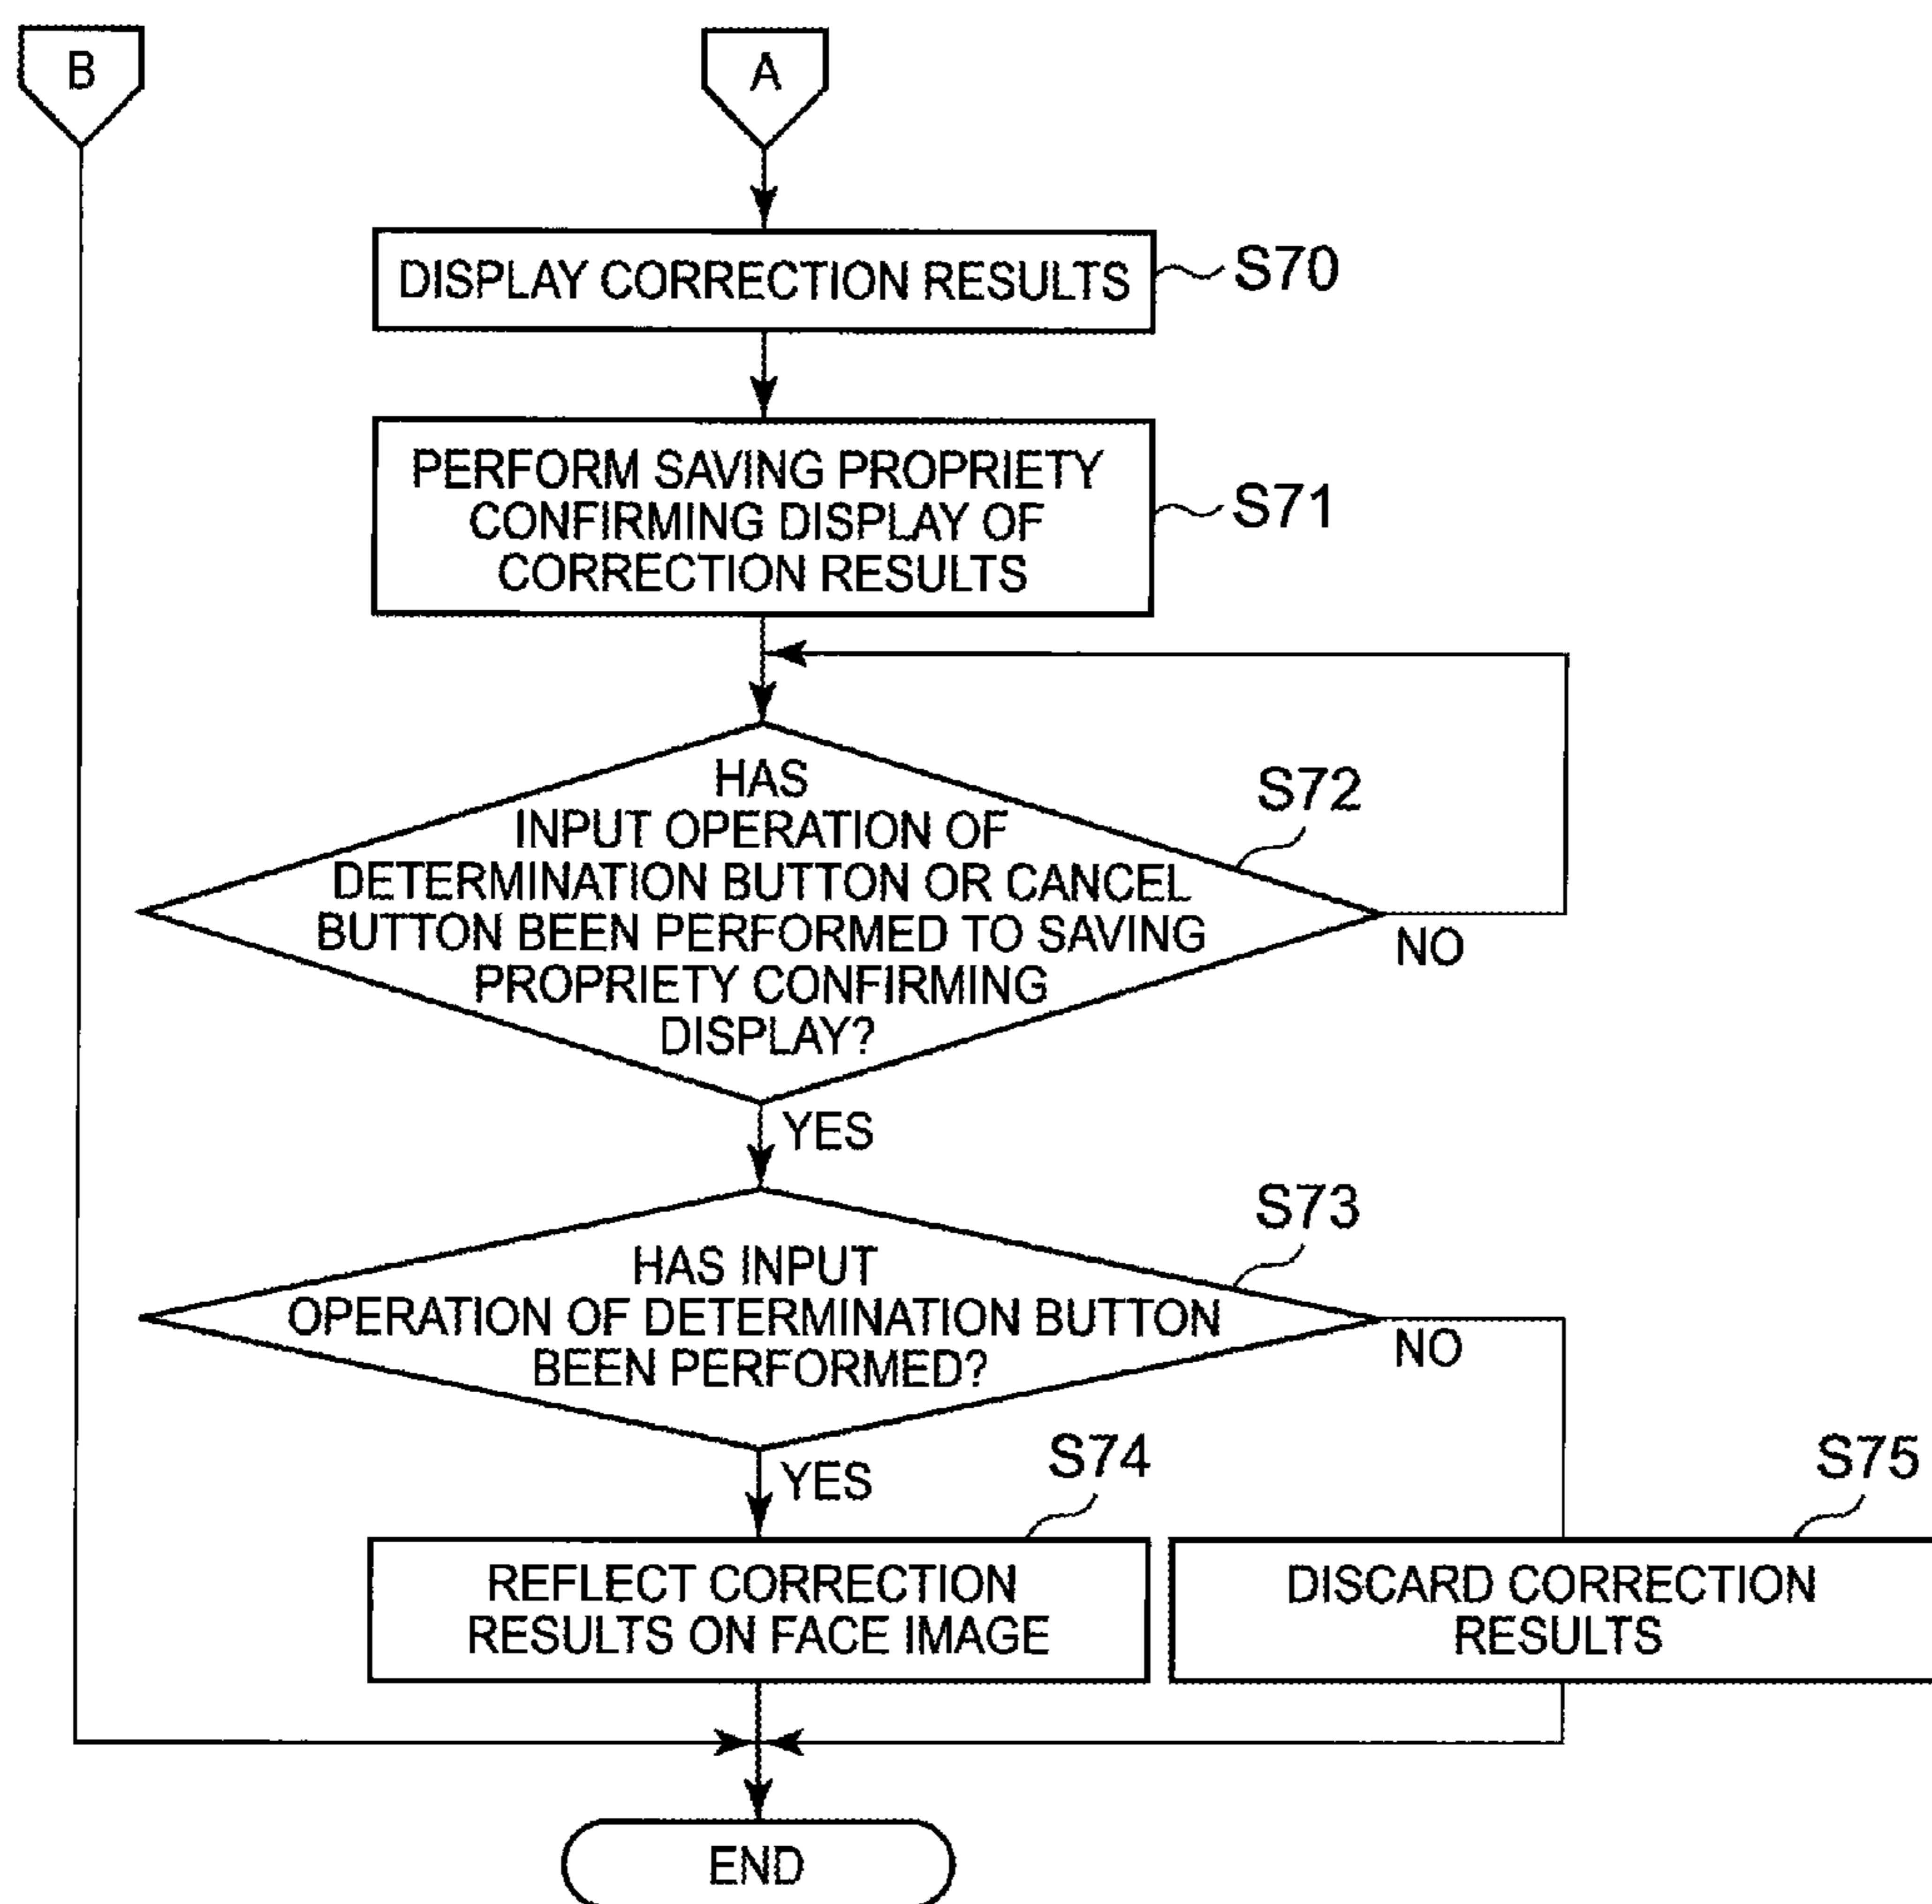 B
A
DISPLAY CORRECTION RESULTS
S70
PERFORM SAVING PROPRIETY
CONFIRMING DISPLAY OF
CORRECTION RESULTS
S71
HAS
INPUT OPERATION OF
DETERMINATION BUTTON OR CANCEL
BUTTON BEEN PERFORMED TO SAVING
PROPRIETY CONFIRMING
DISPLAY?
S72
NO
YES
HAS INPUT
OPERATION OF DETERMINATION BUTTON
BEEN PERFORMED?
S73
NO
YES
S74
REFLECT CORRECTION
RESULTS ON FACE IMAGE
S75
DISCARD CORRECTION
RESULTS
END